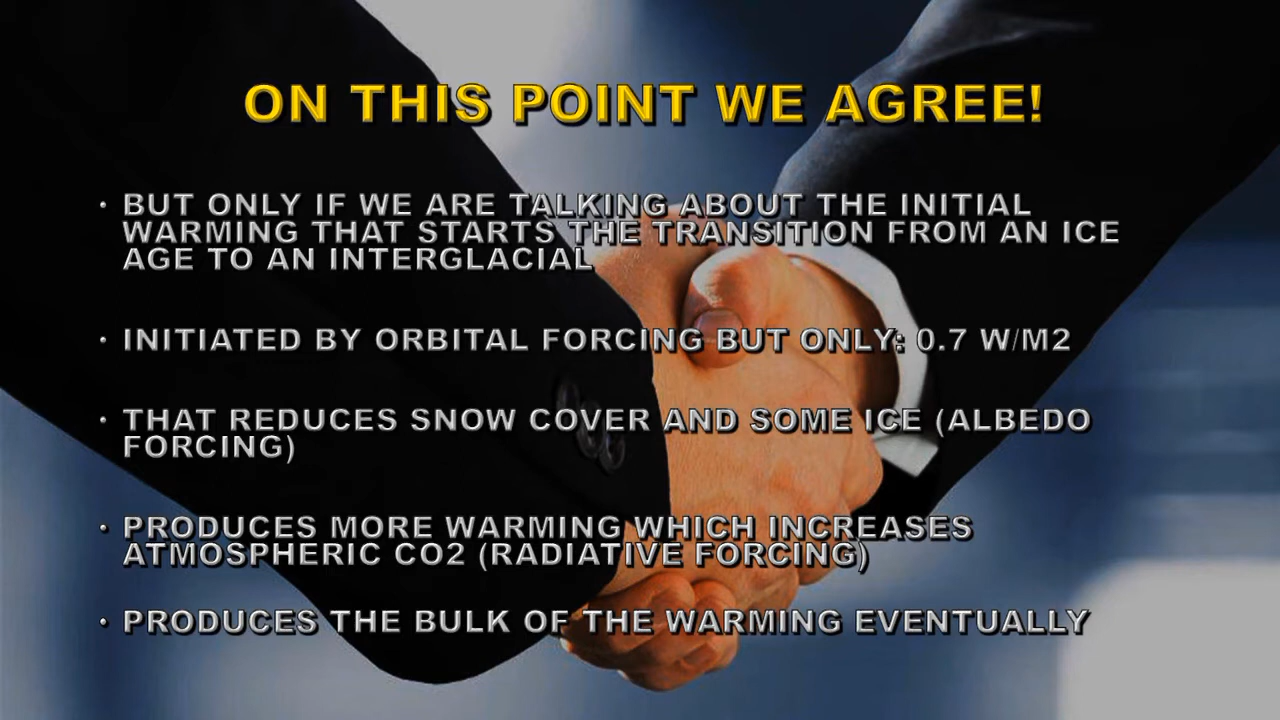 ON THIS POINT WE AGREE!
• BUT ONLY IF WE ARE TALKING ABOUT THE INITIAL
WARMING THAT STARTS THE TRANSITION FROM AN ICE
AGE TO AN INTERGLACIAL
• INITIATED BY ORBITAL FORCING BUT ONLY: 0.7 W/M2
• THAT REDUCES SNOW COVER AND SOME ICE (ALBEDO
FORCING)
• PRODUCES MORE WARMING WHICH INCREASES
ATMOSPHERIC CO2 (RADIATIVE FORCING)
• PRODUCES THE BULK OF THE WARMING EVENTUALLY